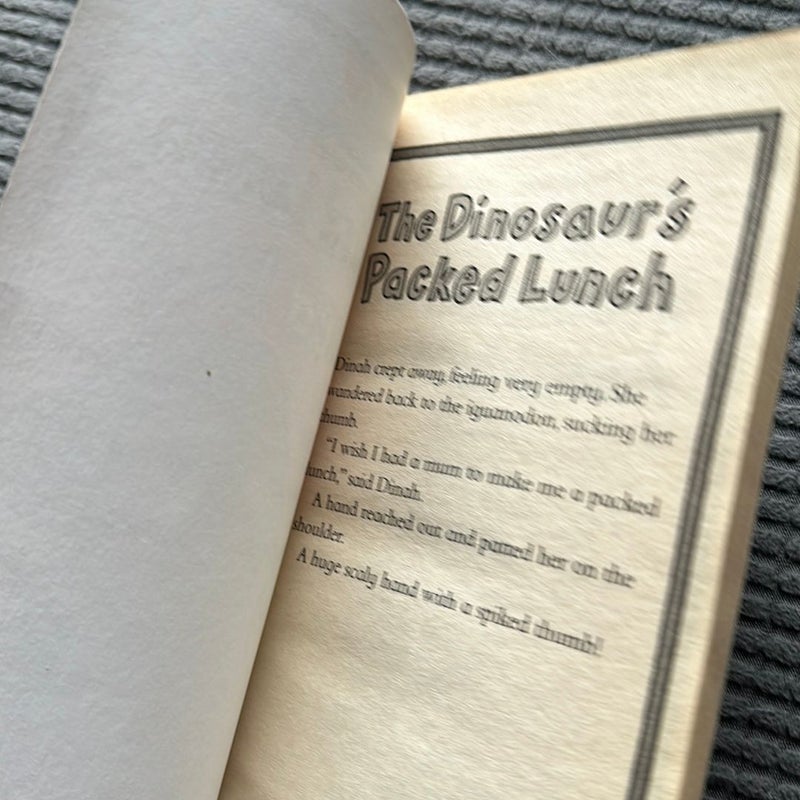 The Dinosaur's
Packed Lunch
Dinah crept away, feeling very empty. She
wandered back to the iguanodon, sucking her
thumb.
"I wish I had a mum to make me a packed
lunch," said Dinah.
A hand reached out and patted her on the
shoulder.
A huge scaly hand with a spiked thumb!